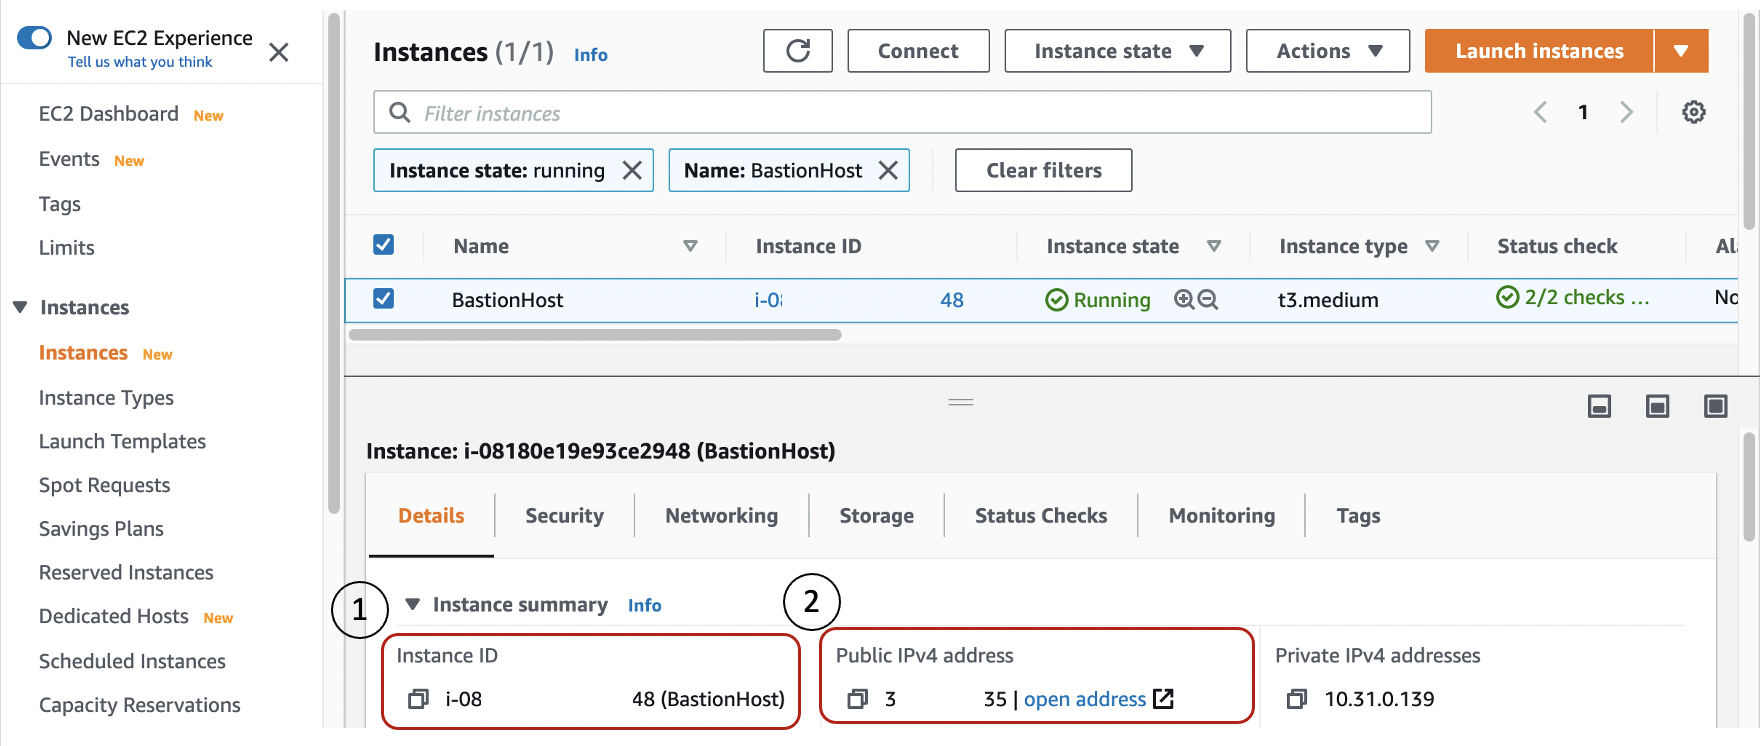 New EC2 Experience
Tell us what you think
EC2 Dashboard New
Events New
Tags
Limits
Instances
Instances New
Instance Types
Launch Templates
Spot Requests
Savings Plans
Reserved Instances
Dedicated Hosts New
Scheduled Instances
Capacity Reservations
Instances (1/1) Info
Connect
Instance state
Actions
Launch instances
Filter instances
1
Instance state: running
Name: BastionHost
Clear filters
Name Instance ID Instance state Instance type Status check Al
BastionHost i-08 48 Running t3.medium 2/2 checks ... No
Instance: i-08180e19e93ce2948 (BastionHost)
Details Security Networking Storage Status Checks Monitoring Tags
1
Instance summary Info
2
Instance ID
i-08 48 (BastionHost)
Public IPv4 address
3 35 | open address
Private IPv4 addresses
10.31.0.139